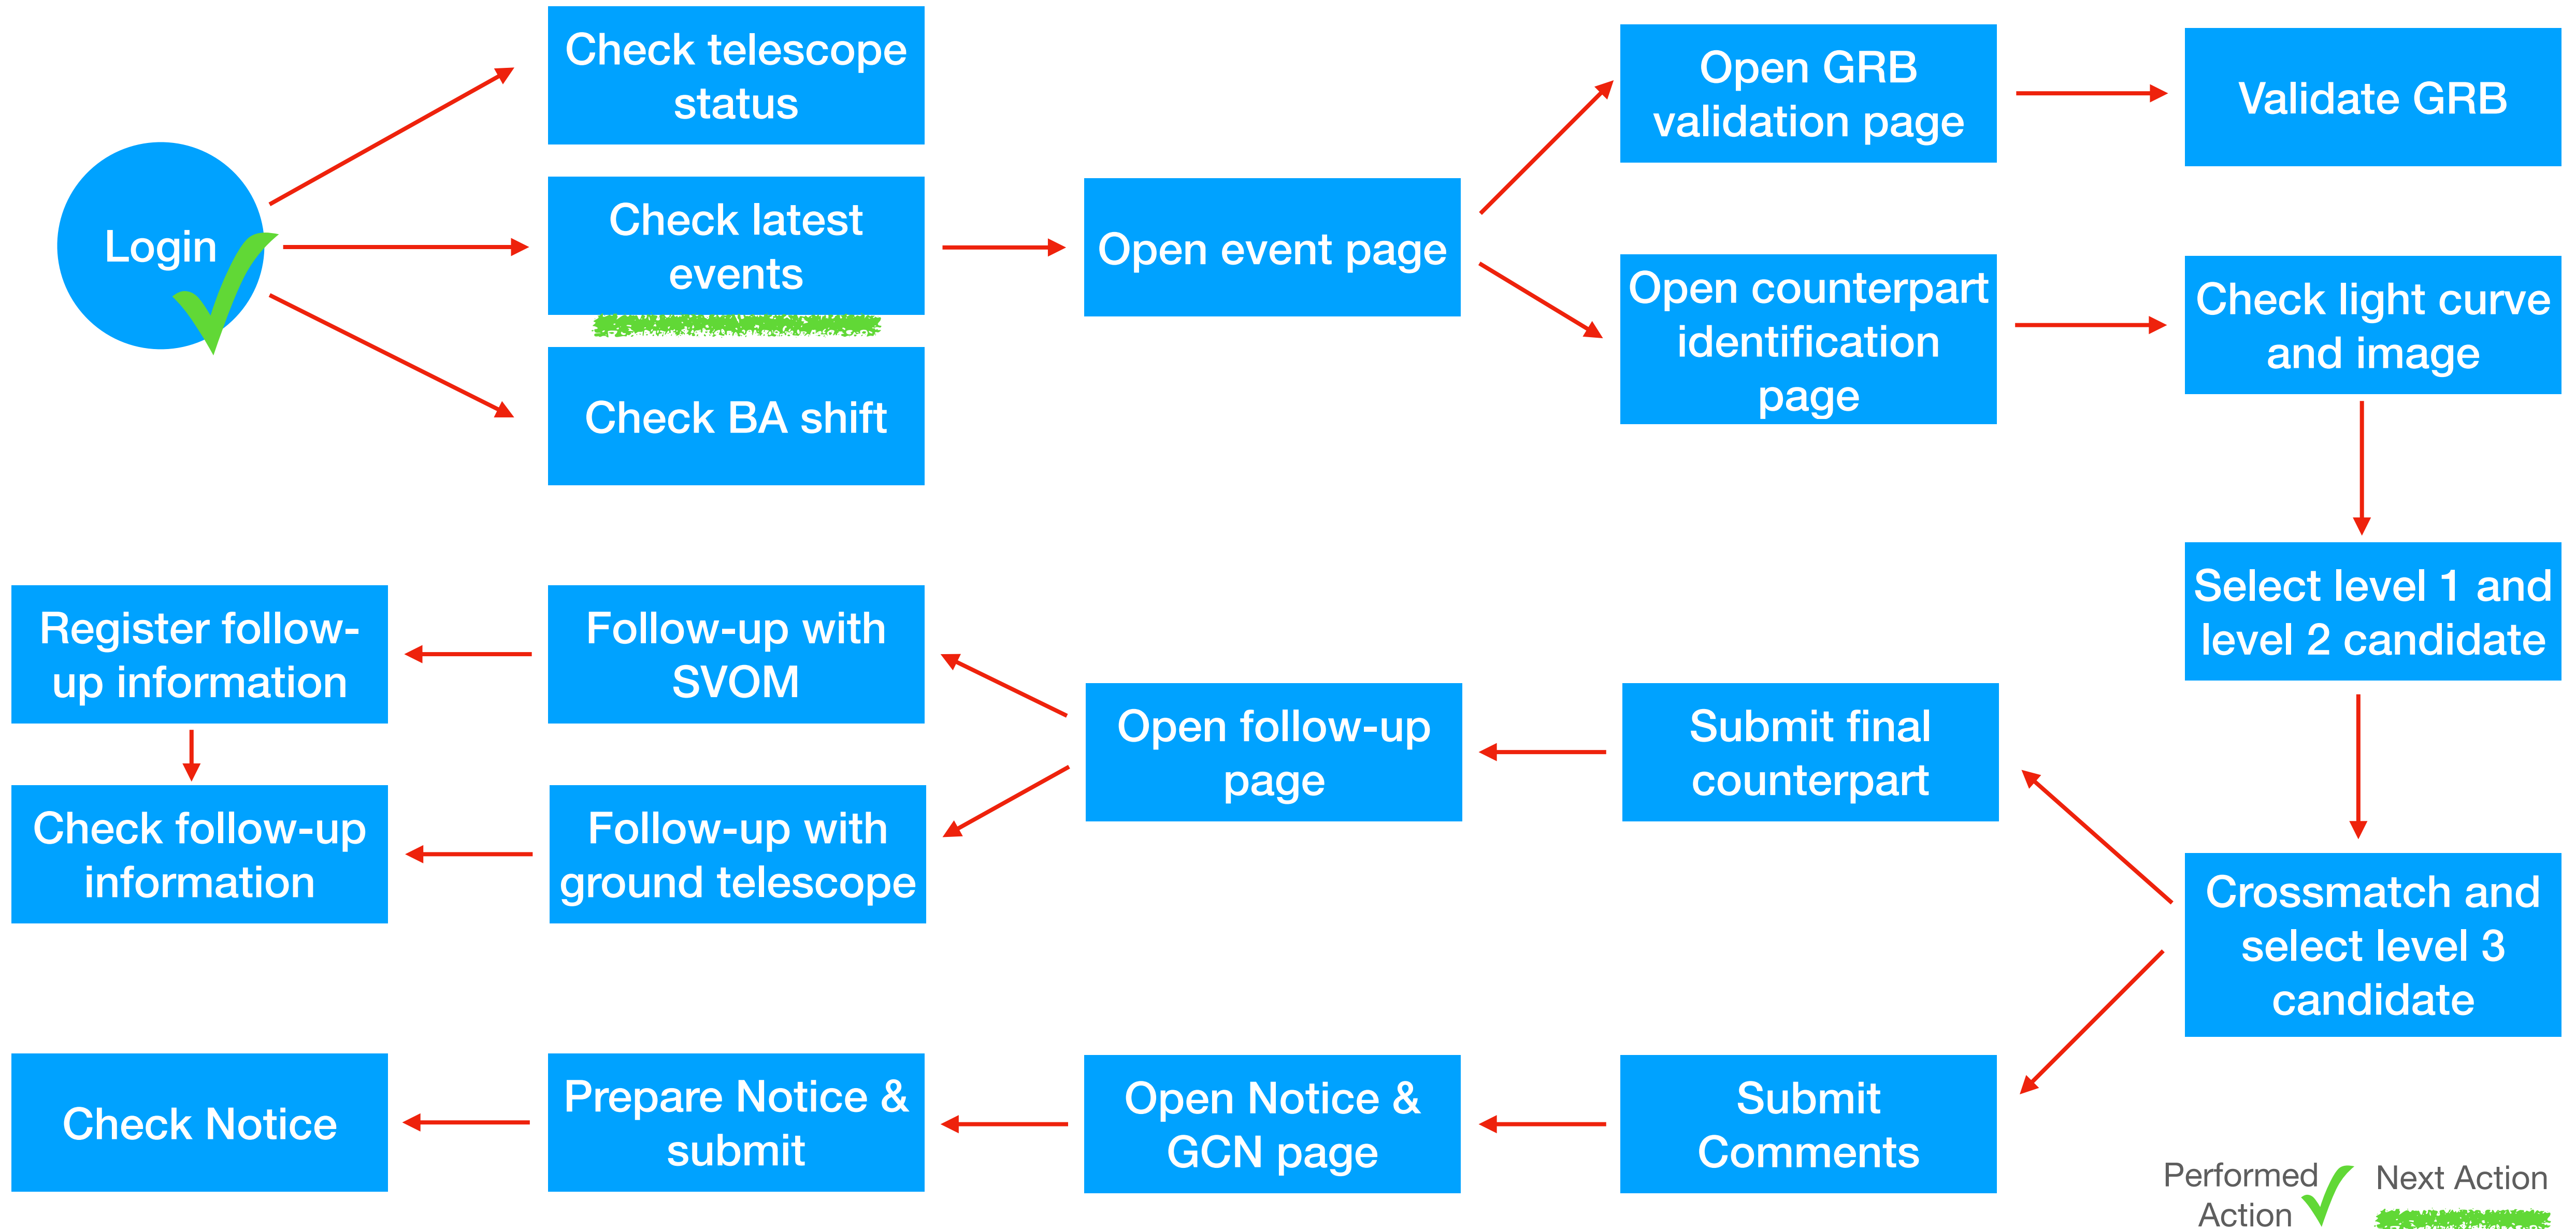 Login
Check telescope
status
Check latest
events
Check BA shift
Open event page
Open GRB
validation page
Validate GRB
Open counterpart
identification
page
Check light curve
and image
Select level 1 and
level 2 candidate
Crossmatch and
select level 3
candidate
Submit final
counterpart
Open follow-up
page
Follow-up with
SVOM
Register follow-
up information
Follow-up with
ground telescope
Check follow-up
information
Submit
Comments
Open Notice &
GCN page
Prepare Notice &
submit
Check Notice
Performed
Action
Next Action